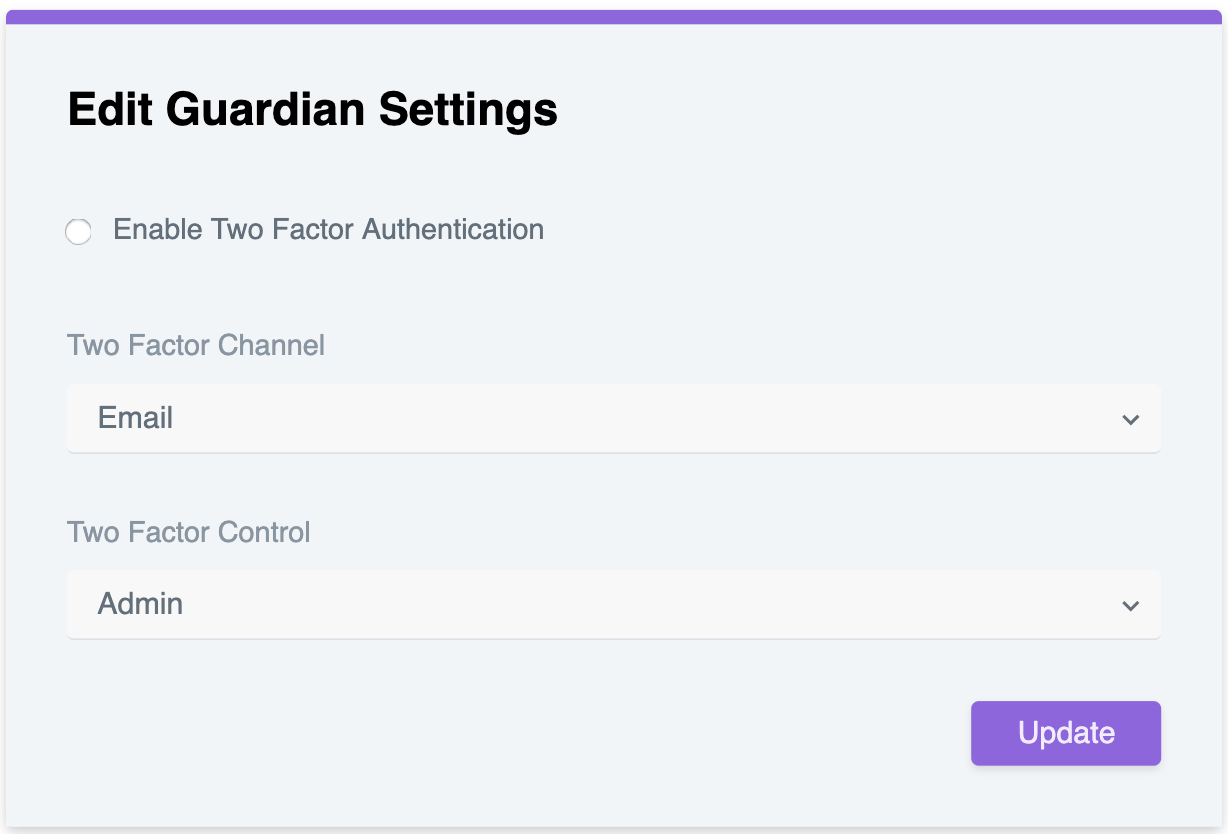 Edit Guardian Settings
Enable Two Factor Authentication
Two Factor Channel
Email
Two Factor Control
Admin
Update